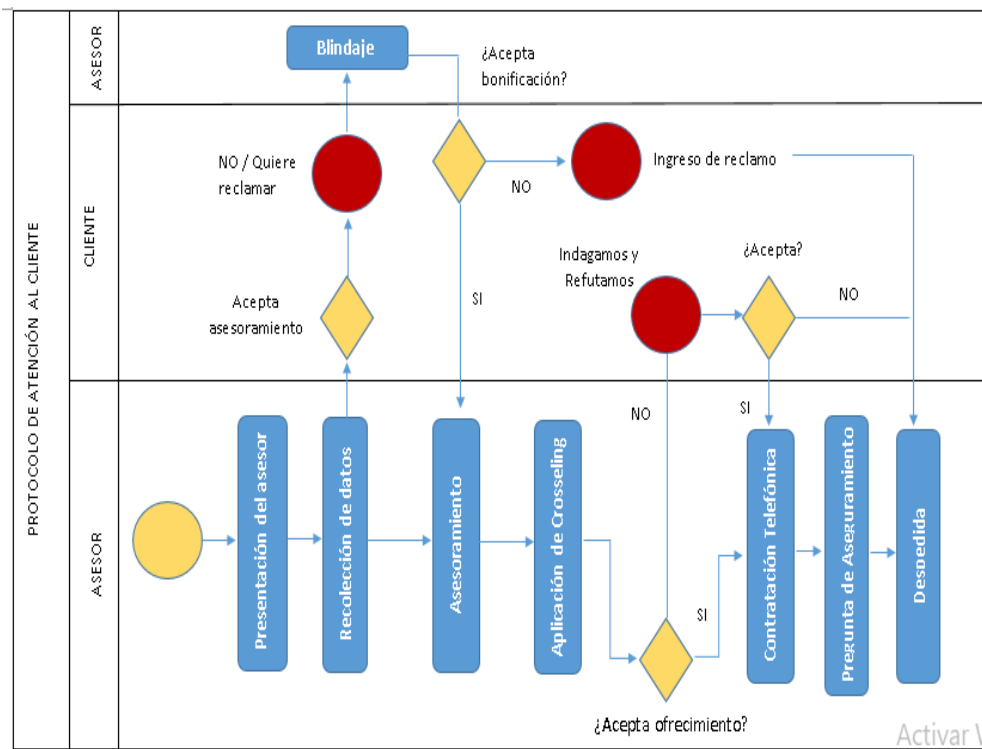 PROTOCOLO DE ATENCIÓN AL CLIENTE
ASESOR
Blindaje
¿Acepta
bonificación?
CLIENTE
NO / Quiere
reclamar
NO
Ingreso de reclamo
Acepta
asesoramiento
SI
Indagamos y
Refutamos
¿Acepta?
NO
NO
SI
ASESOR
Presentación del asesor
Recolección de datos
Asesoramiento
Aplicación de Crosseling
SI
¿Acepta ofrecimiento?
Contratación Telefónica
Pregunta de Aseguramiento
Despedida
Activar